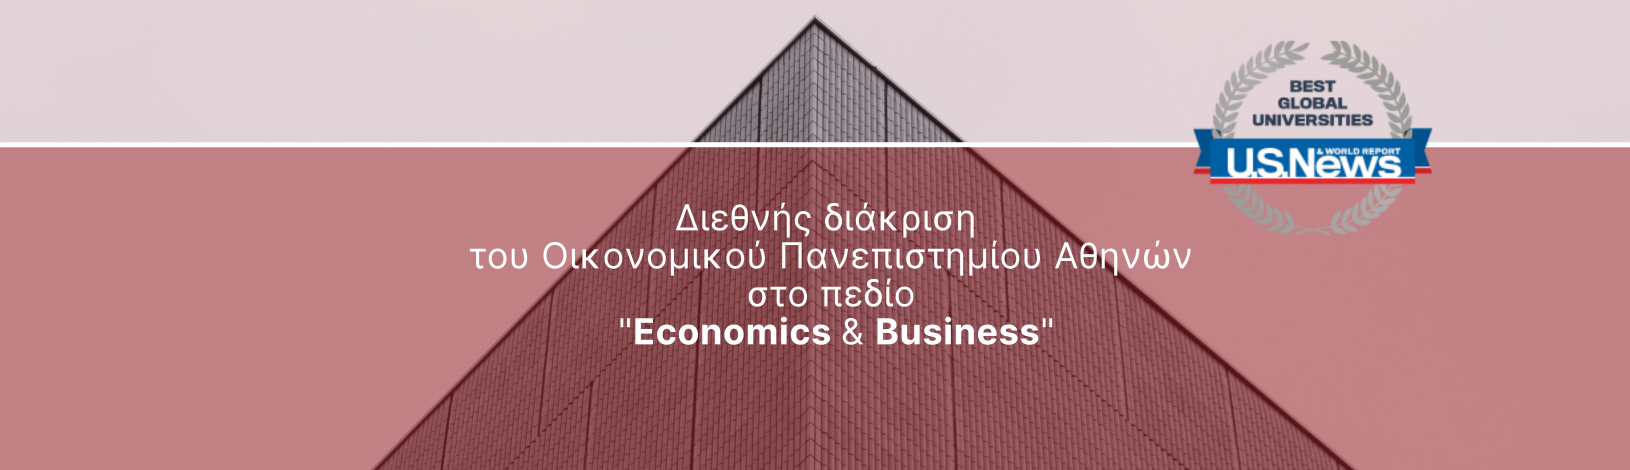 BEST
GLOBAL
UNIVERSITIES
U.S.News & WORLD REPORT
Διεθνής διάκριση
του Οικονομικού Πανεπιστημίου Αθηνών
στο πεδίο
"Economics & Business"